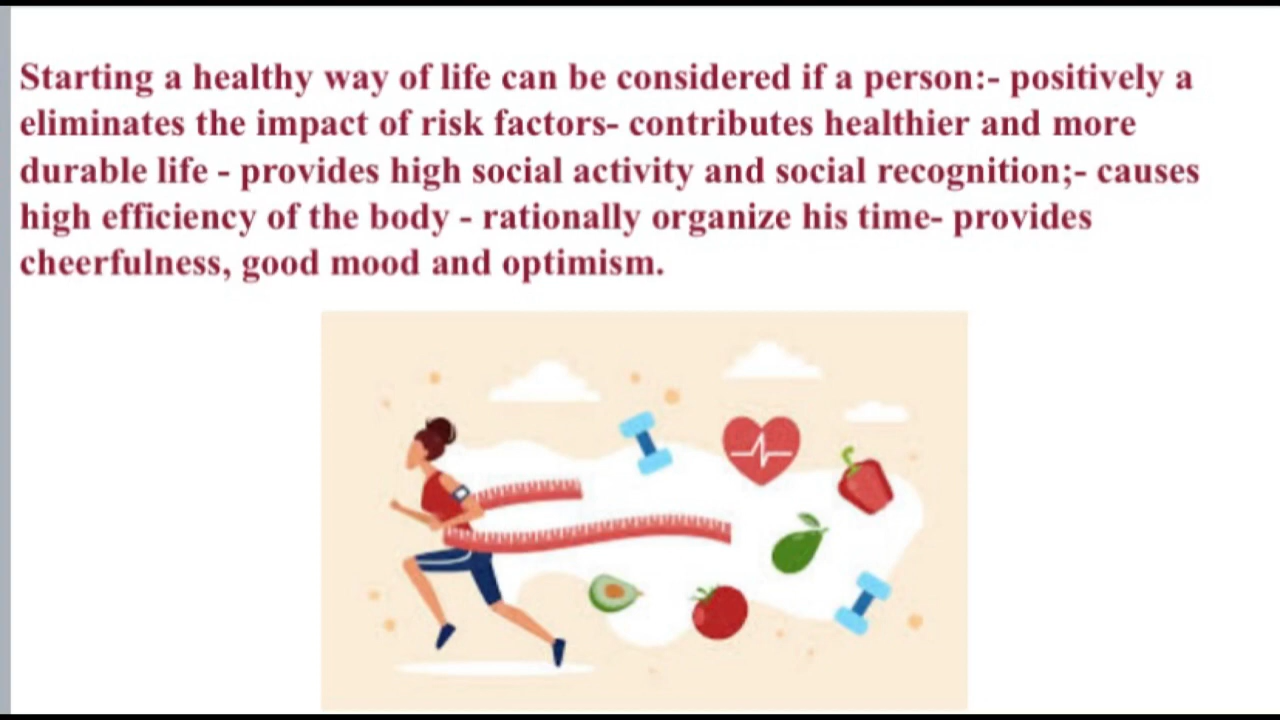 Starting a healthy way of life can be considered if a person:- positively a
eliminates the impact of risk factors- contributes healthier and more
durable life - provides high social activity and social recognition;- causes
high efficiency of the body - rationally organize his time- provides
cheerfulness, good mood and optimism.